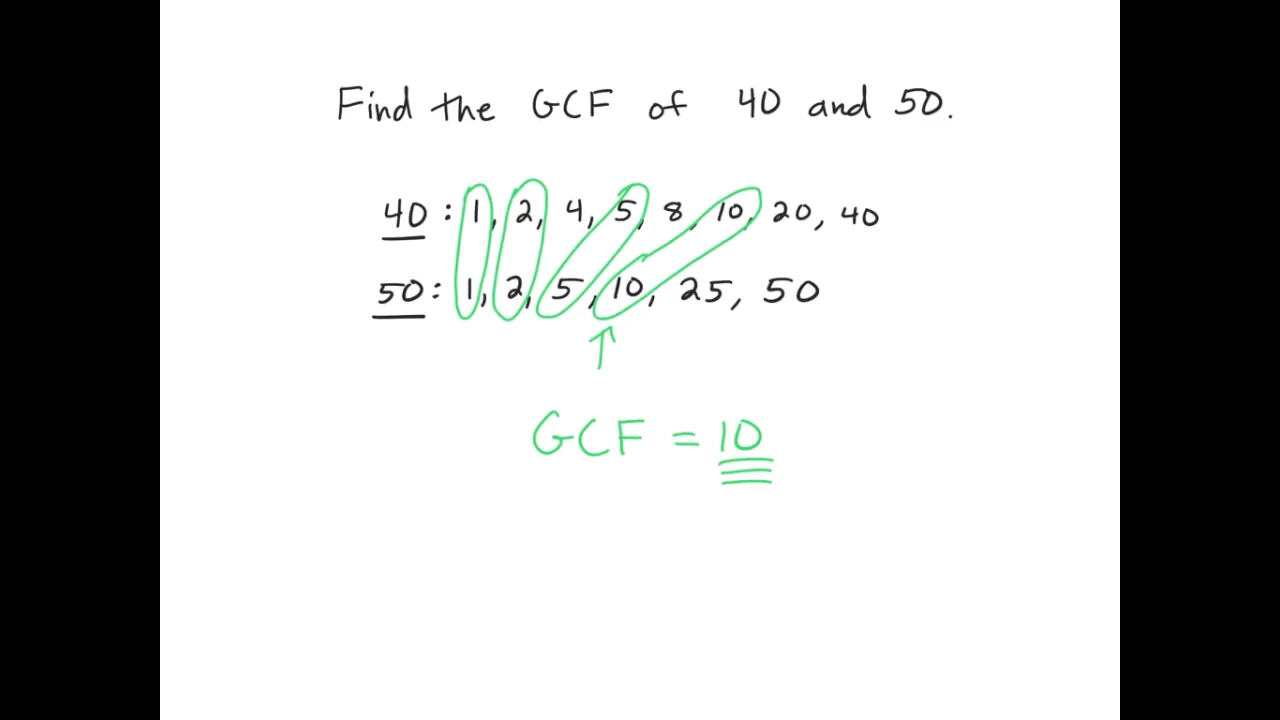 Find the GCF of 40 and 50.
40 : 1, 2, 4, 5, 8, 10, 20, 40
50 : 1, 2, 5, 10, 25, 50
GCF = 10